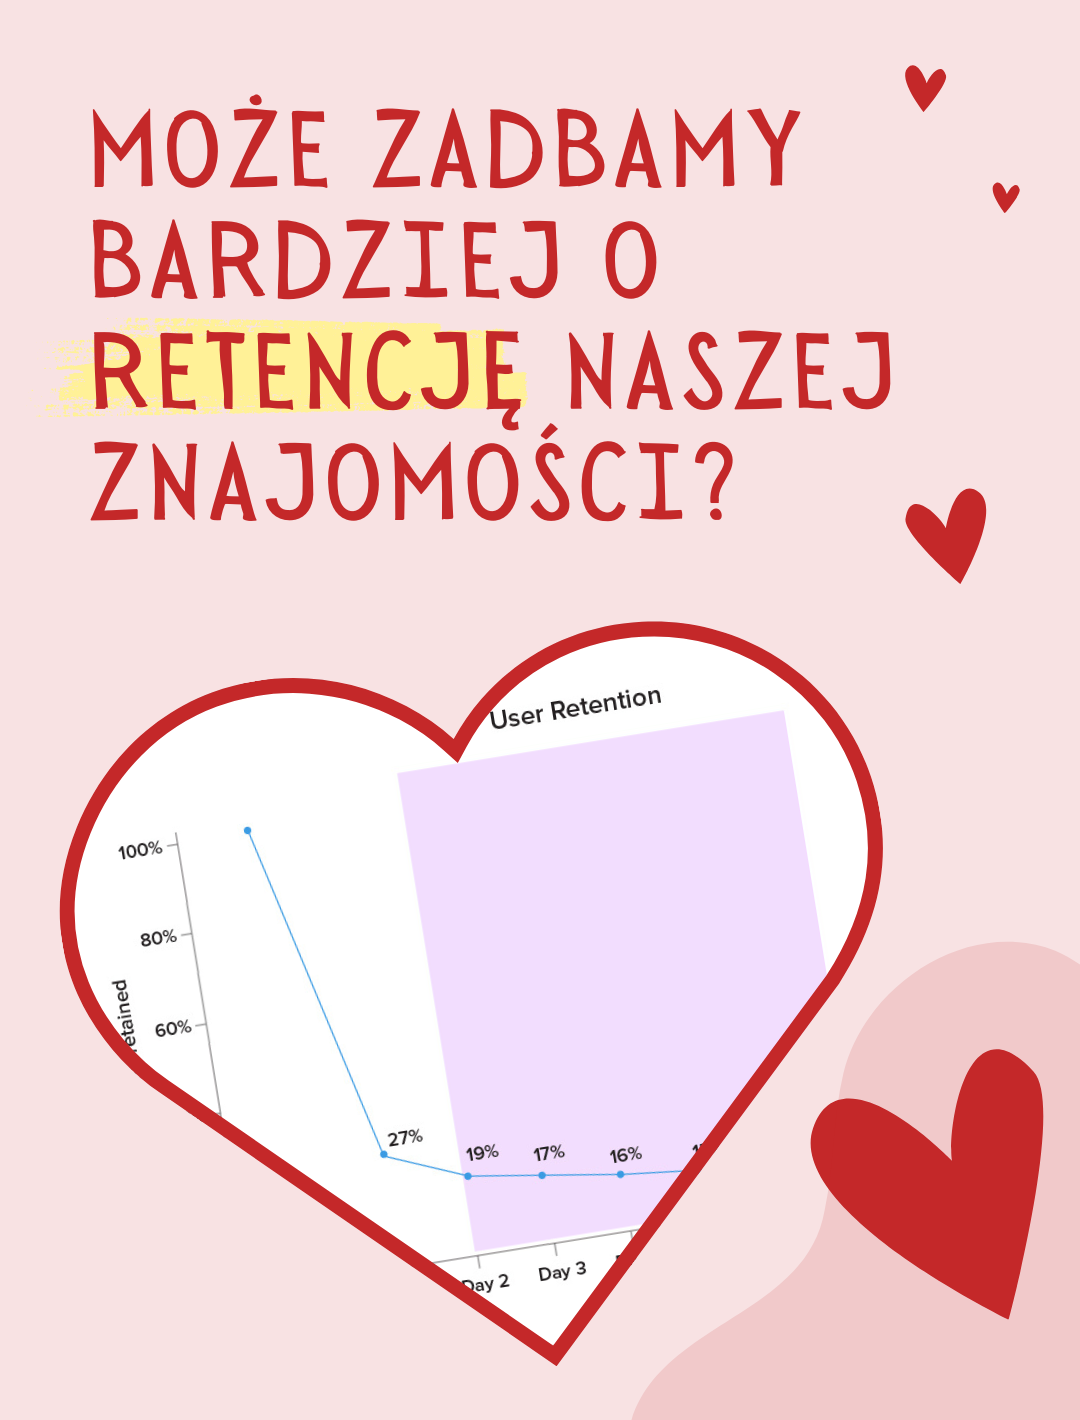 MOŻE ZADBAMY
BARDZIEJ O
RETENCJĘ NASZEJ
ZNAJOMOŚCI?
User Retention
100%
80%
60%
27%
19%
17%
16%
Day 2
Day 3